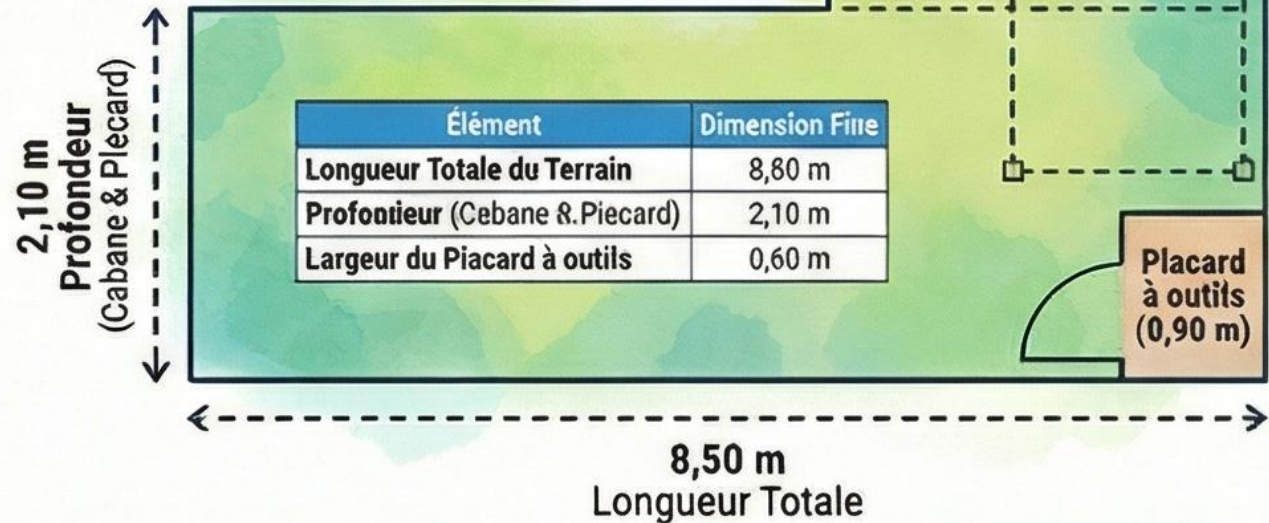 2,10 m
Profondeur
(Cabane & Plecard)
Élément Dimension Fiıe
Longueur Totale du Terrain 8,80 m
Profontieur (Cebane &.Piecard) 2,10 m
Largeur du Piacard à outils 0,60 m
Placard
à outils
(0,90 m)
8,50 m
Longueur Totale